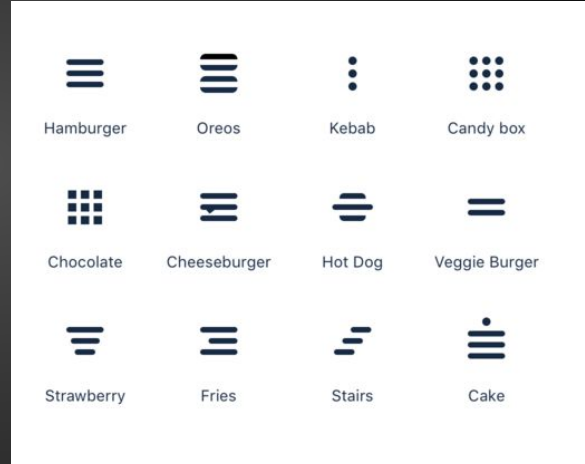 Hamburger Oreos Kebab Candy box
Chocolate Cheeseburger Hot Dog Veggie Burger
Strawberry Fries Stairs Cake